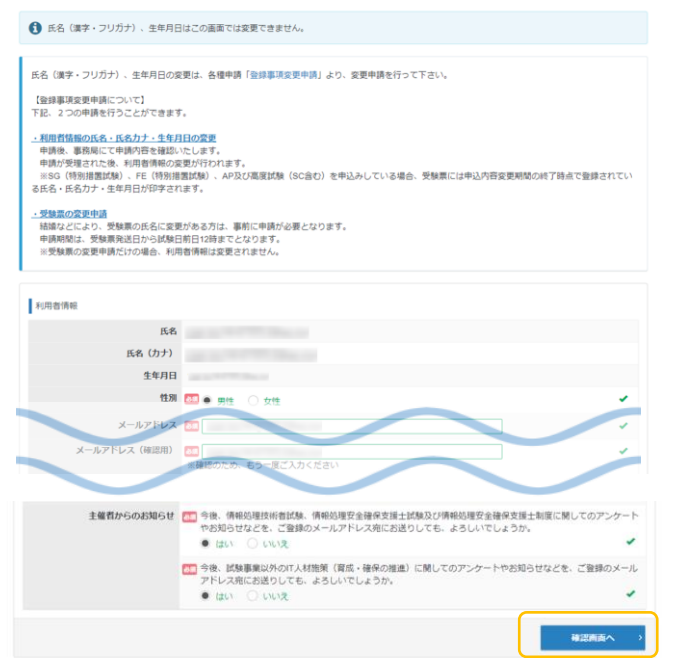 氏名（漢字・フリガナ）、生年月日はこの画面では変更できません。
氏名（漢字・フリガナ）、生年月日の変更は、各種申請「登録事項変更申請」より、変更申請を行って下さい。
【登録事項変更申請について】
下記、２つの申請を行うことができます。
・利用者情報の氏名・氏名カナ・生年月日の変更
申請後、事務局にて申請内容を確認いたします。
申請が受理された後、利用者情報の変更が行われます。
※SG（特別措置試験）、FE（特別措置試験）、AP及び高度試験（SC含む）を申込みしている場合、受験票には申込内容変更期間の終了時点で登録されてい
る氏名・氏名カナ・生年月日が印字されます。
・受験票の変更申請
結婚などにより、受験票の氏名に変更がある方は、事前に申請が必要となります。
申請期間は、受験票発送日から試験日前日12時までとなります。
※受験票の変更申請だけの場合、利用者情報は変更されません。
利用者情報
氏名
氏名（カナ）
生年月日
性別 必須 男性 女性
メールアドレス 必須
メールアドレス（確認用） 必須
※確認のため、もう一度ご入力ください
主催者からのお知らせ 必須 今後、情報処理技術者試験、情報処理安全確保支援士試験及び情報処理安全確保支援士制度に関してのアンケート
やお知らせなどを、ご登録のメールアドレス宛にお送りしても、よろしいでしょうか。
はい いいえ
必須 今後、試験事業以外のIT人材施策（育成・確保の推進）に関してのアンケートやお知らせなどを、ご登録のメール
アドレス宛にお送りしても、よろしいでしょうか。
はい いいえ
確認画面へ